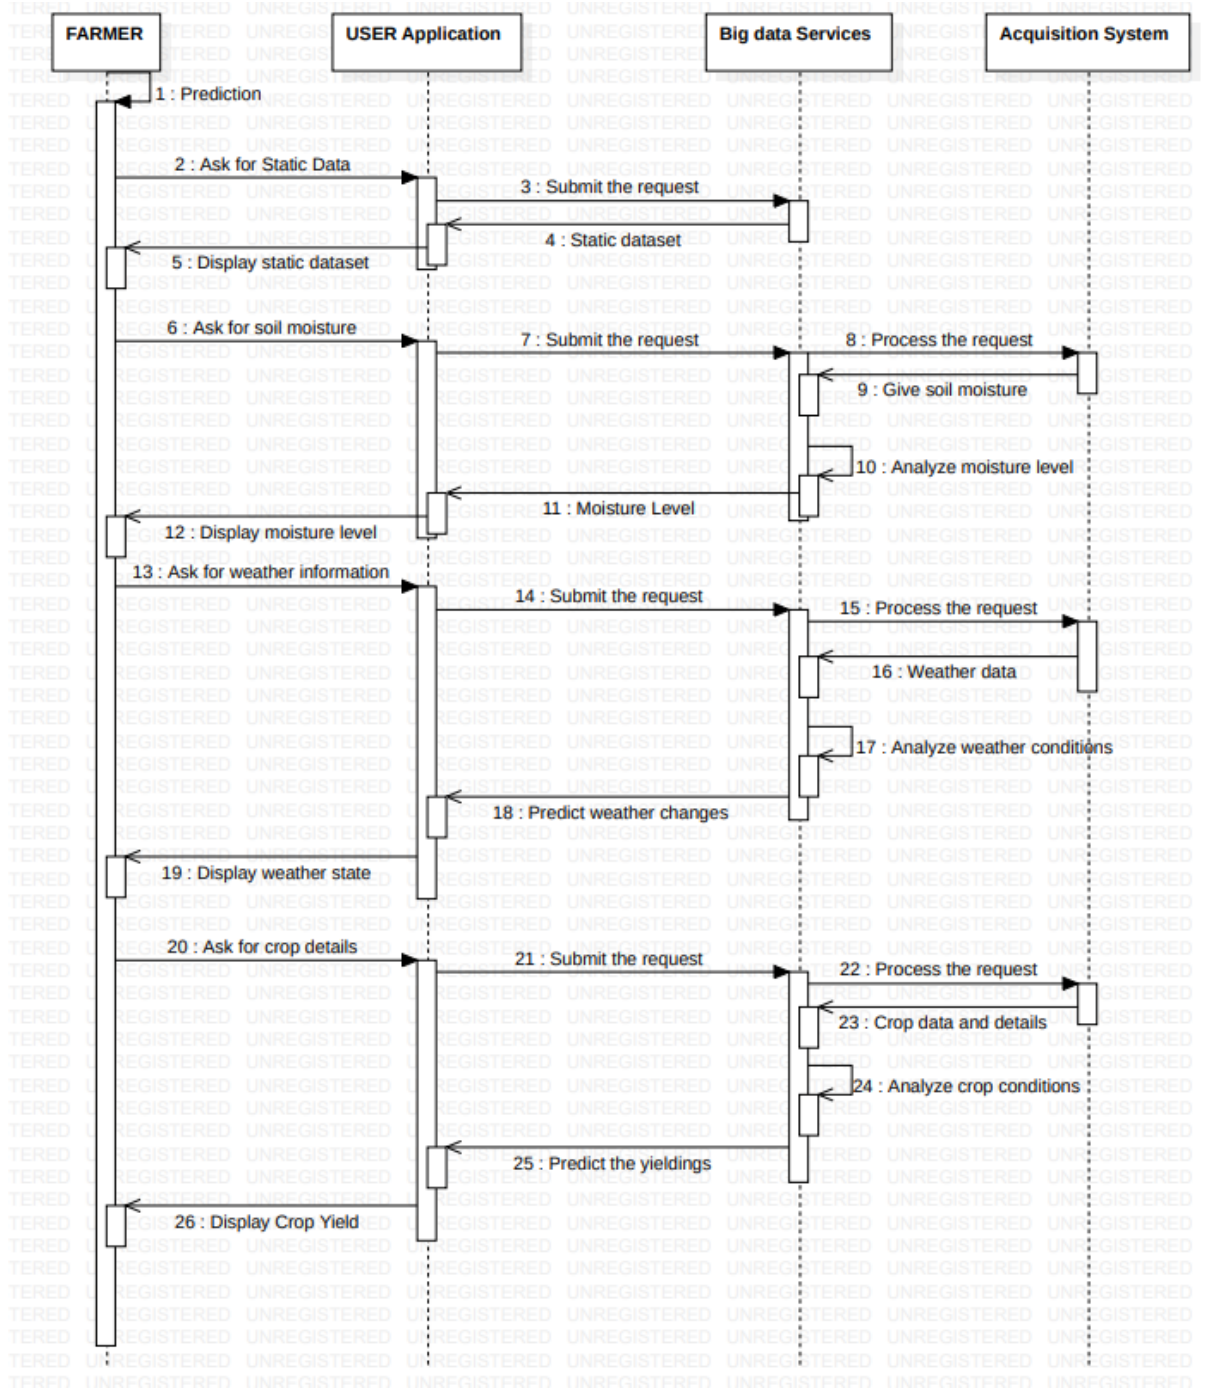 FARMER
USER Application
Big data Services
Acquisition System
1 : Prediction
2 : Ask for Static Data
3 : Submit the request
4 : Static dataset
5 : Display static dataset
6 : Ask for soil moisture
7 : Submit the request
8 : Process the request
9 : Give soil moisture
10 : Analyze moisture level
11 : Moisture Level
12 : Display moisture level
13 : Ask for weather information
14 : Submit the request
15 : Process the request
16 : Weather data
17 : Analyze weather conditions
18 : Predict weather changes
19 : Display weather state
20 : Ask for crop details
21 : Submit the request
22 : Process the request
23 : Crop data and details
24 : Analyze crop conditions
25 : Predict the yieldings
26 : Display Crop Yield
UNREGISTERED